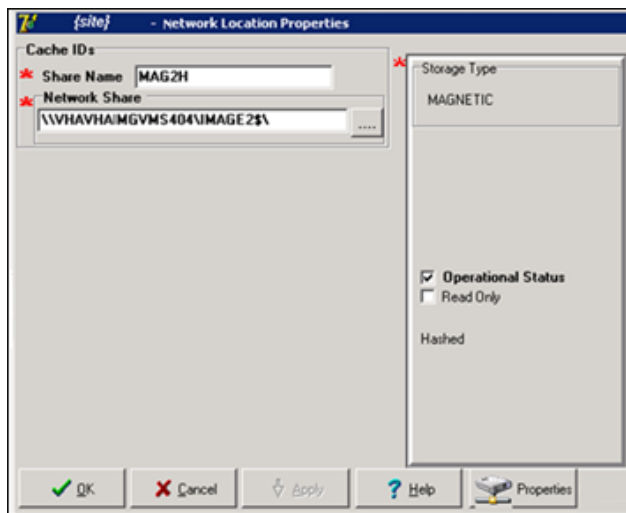 {site} - Network Location Properties
Cache IDs
* Share Name MAG2H
* Network Share
\\VHAVHAIMGVMS404\IMAGE2$\
....
* Storage Type
MAGNETIC
Operational Status
Read Only
Hashed
OK Cancel Apply ? Help Properties